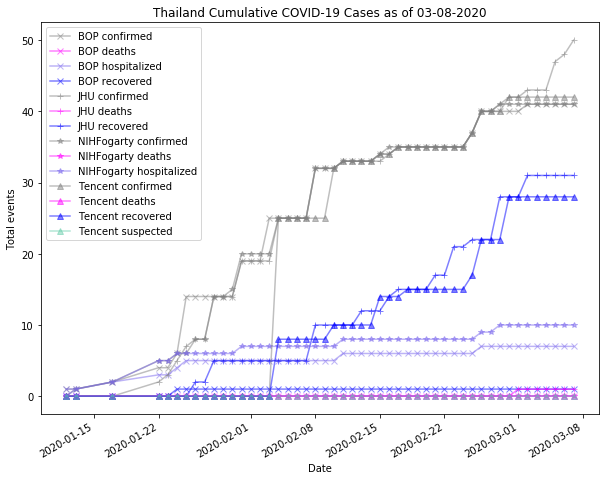 Thailand Cumulative COVID-19 Cases as of 03-08-2020
50
40
30
20
10
0
Total events
BOP confirmed
BOP deaths
BOP hospitalized
BOP recovered
JHU confirmed
JHU deaths
JHU recovered
NIHFogarty confirmed
NIHFogarty deaths
NIHFogarty hospitalized
Tencent confirmed
Tencent deaths
Tencent recovered
Tencent suspected
2020-01-15
2020-01-22
2020-02-01
2020-02-08
2020-02-15
2020-02-22
2020-03-01
2020-03-08
Date